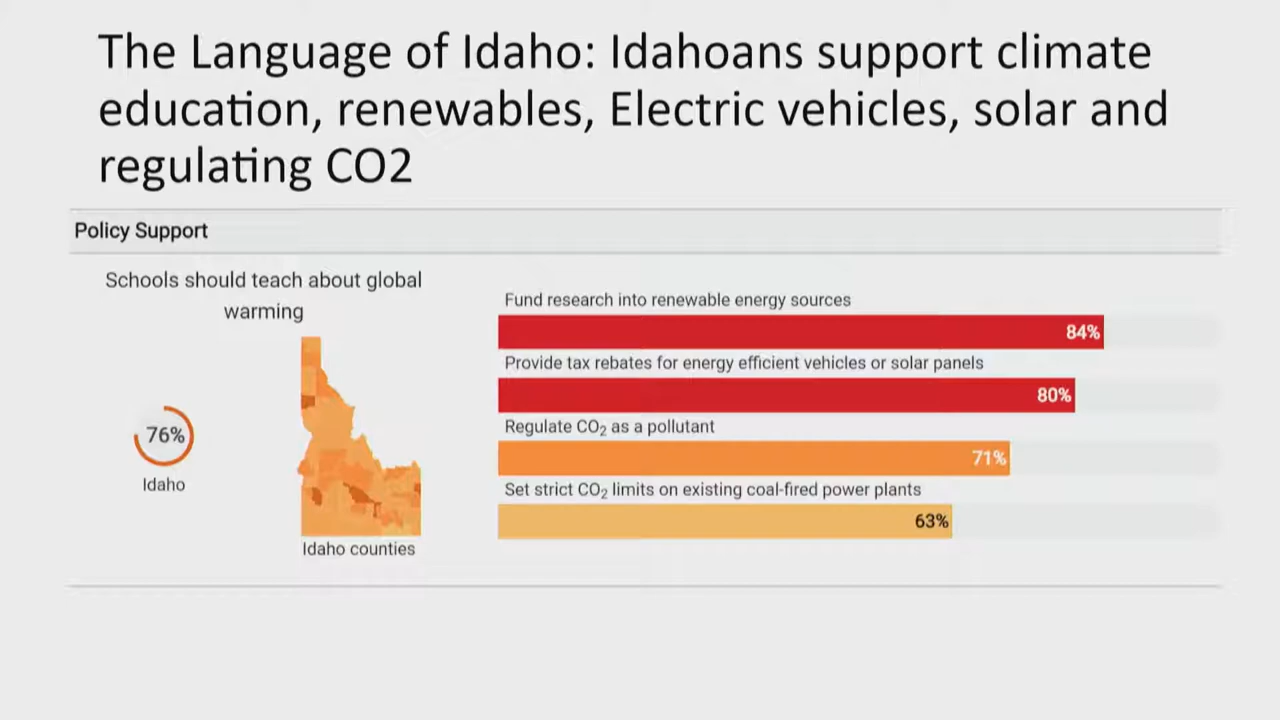 The Language of Idaho: Idahoans support climate
education, renewables, Electric vehicles, solar and
regulating CO2
Policy Support
Schools should teach about global
warming
76%
Idaho
Idaho counties
Fund research into renewable energy sources
84%
Provide tax rebates for energy efficient vehicles or solar panels
80%
Regulate CO₂ as a pollutant
71%
Set strict CO₂ limits on existing coal-fired power plants
63%